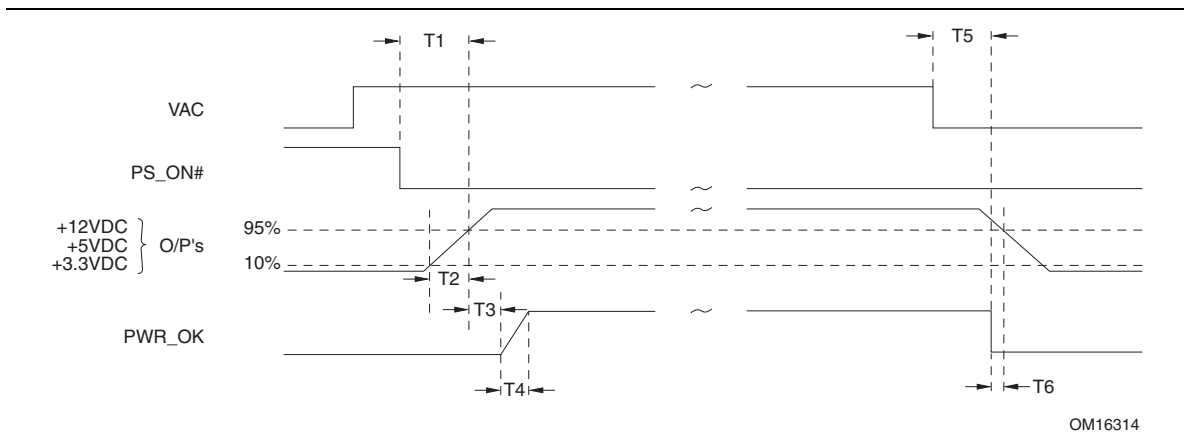 T1
T5
VAC
PS_ON#
+12VDC
+5VDC
+3.3VDC
O/P's
95%
10%
T2
T3
PWR_OK
T4
T6
OM16314